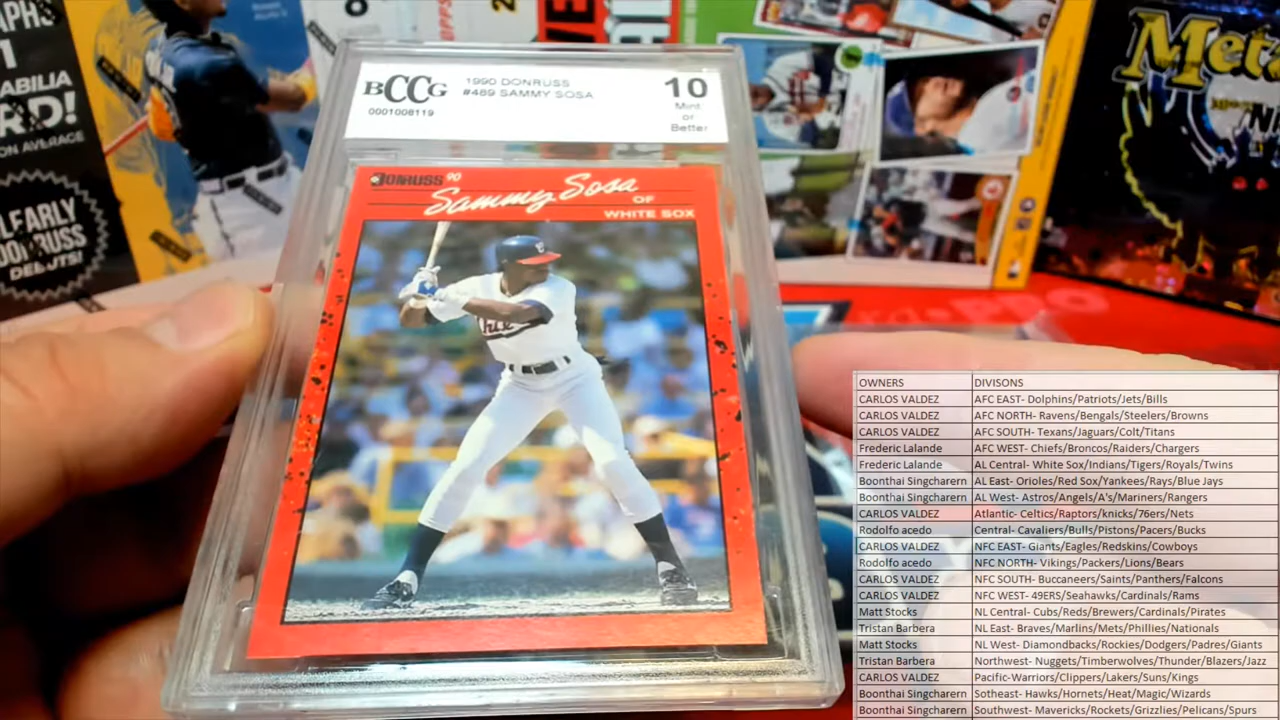 APHS
1
MABILIA
RD!
ON AVERAGE
EARLY
DEBUTS!
BCCG
0001008119
1990 DONRUSS
#489 SAMMY SOSA
10
Mint
or
Better
DONRUSS 90
Sammy Sosa
OF
WHITE SOX
Meta
OWNERS DIVISONS
CARLOS VALDEZ AFC EAST- Dolphins/Patriots/Jets/Bills
CARLOS VALDEZ AFC NORTH- Ravens/Bengals/Steelers/Browns
CARLOS VALDEZ AFC SOUTH- Texans/Jaguars/Colt/Titans
Frederic Lalande AFC WEST- Chiefs/Broncos/Raiders/Chargers
Frederic Lalande AL Central- White Sox/Indians/Tigers/Royals/Twins
Boonthai Singcharern AL East- Orioles/Red Sox/Yankees/Rays/Blue Jays
Boonthai Singcharern AL West- Astros/Angels/A's/Mariners/Rangers
CARLOS VALDEZ Atlantic- Celtics/Raptors/knicks/76ers/Nets
Rodolfo acedo Central- Cavaliers/Bulls/Pistons/Pacers/Bucks
CARLOS VALDEZ NFC EAST- Giants/Eagles/Redskins/Cowboys
Rodolfo acedo NFC NORTH- Vikings/Packers/Lions/Bears
CARLOS VALDEZ NFC SOUTH- Buccaneers/Saints/Panthers/Falcons
CARLOS VALDEZ NFC WEST- 49ERS/Seahawks/Cardinals/Rams
Matt Stocks NL Central- Cubs/Reds/Brewers/Cardinals/Pirates
Tristan Barbera NL East- Braves/Marlins/Mets/Phillies/Nationals
Matt Stocks NL West- Diamondbacks/Rockies/Dodgers/Padres/Giants
Tristan Barbera Northwest- Nuggets/Timberwolves/Thunder/Blazers/Jazz
CARLOS VALDEZ Pacific-Warriors/Clippers/Lakers/Suns/Kings
Boonthai Singcharern Sotheast- Hawks/Hornets/Heat/Magic/Wizards
Boonthai Singcharern Southwest- Mavericks/Rockets/Grizzlies/Pelicans/Spurs